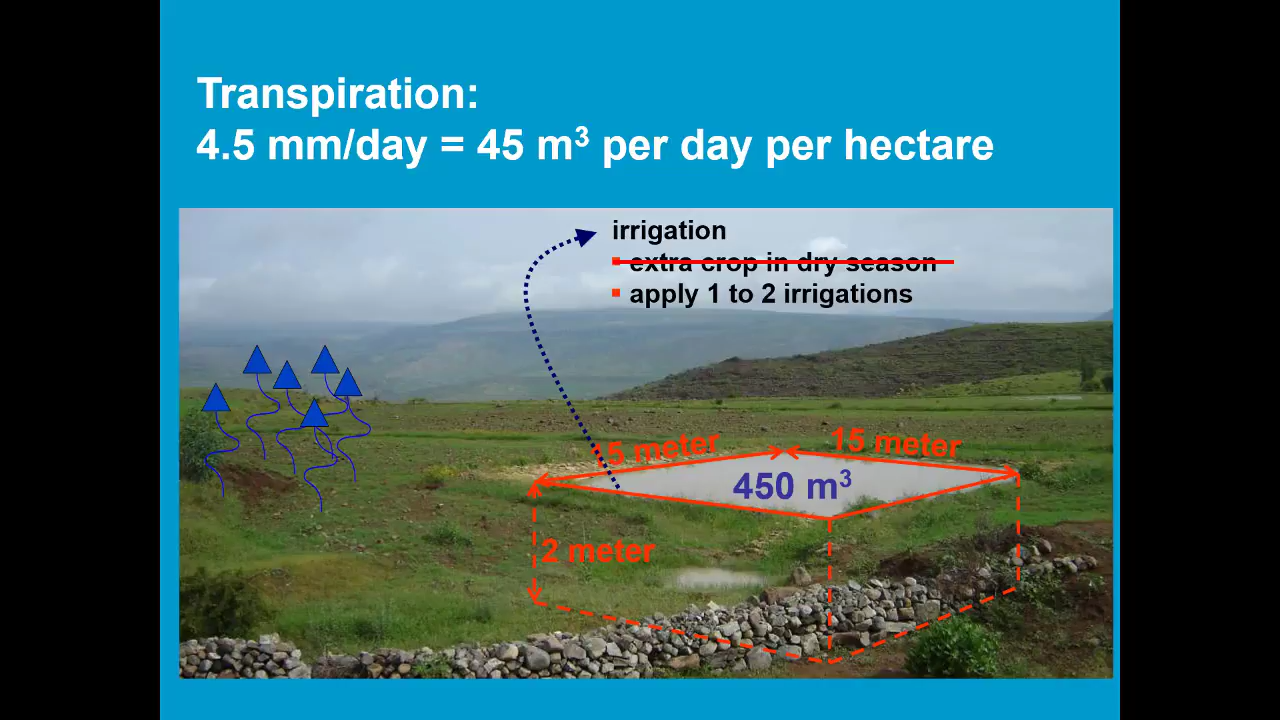 Transpiration:
4.5 mm/day = 45 m³ per day per hectare
irrigation
▪ extra crop in dry season
▪ apply 1 to 2 irrigations
15 meter
15 meter
450 m³
2 meter